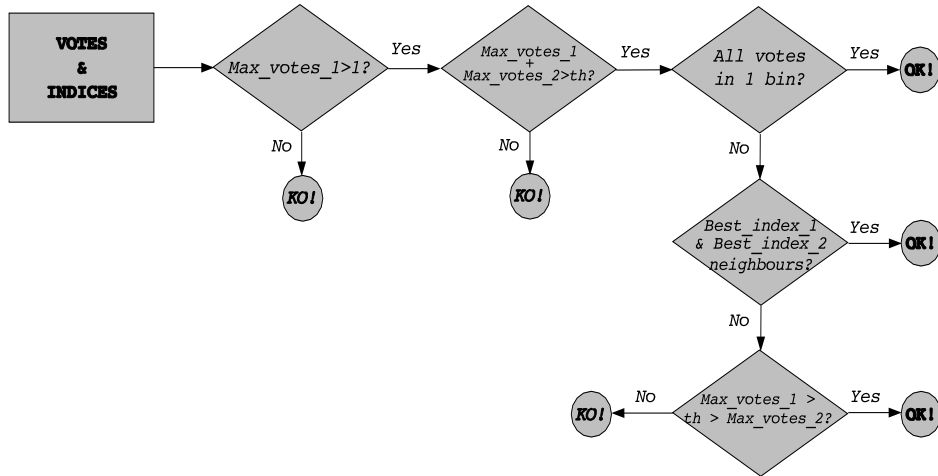 VOTES
&
INDICES
Max_votes_1>1?
Yes
No
KO!
Max_votes_1
+
Max_votes_2>th?
Yes
No
KO!
All votes
in 1 bin?
Yes
OK!
No
Best_index_1
& Best_index_2
neighbours?
Yes
OK!
No
Max_votes_1 >
th > Max_votes_2?
No
KO!
Yes
OK!